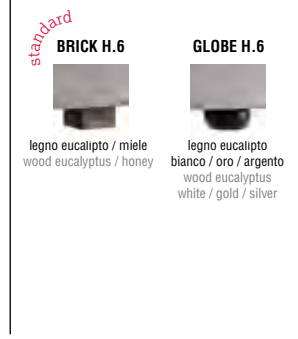 standard
BRICK H.6
legno eucalipto / miele
wood eucalyptus / honey
GLOBE H.6
legno eucalipto
bianco / oro / argento
wood eucalyptus
white / gold / silver